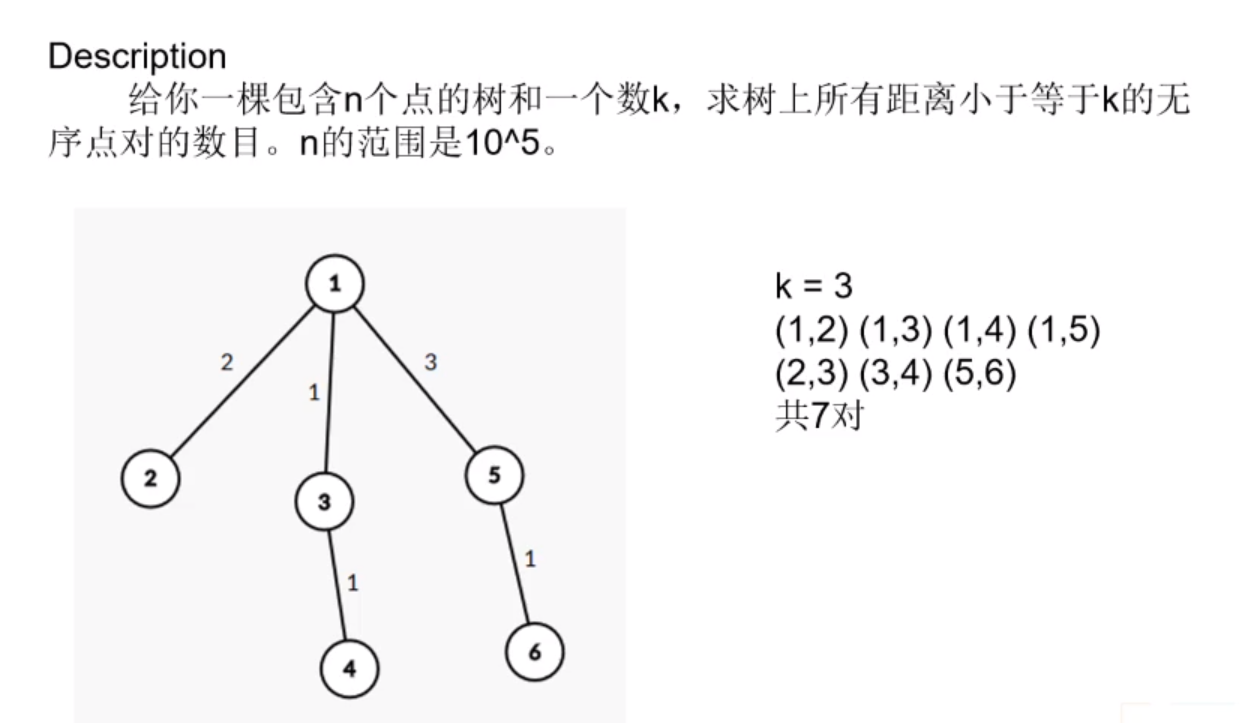 Description
给你一棵包含n个点的树和一个数k，求树上所有距离小于等于k的无
序点对的数目。n的范围是10^5。
k = 3
(1,2) (1,3) (1,4) (1,5)
(2,3) (3,4) (5,6)
共7对
1
2
3
1
2
3
5
1
1
4
6